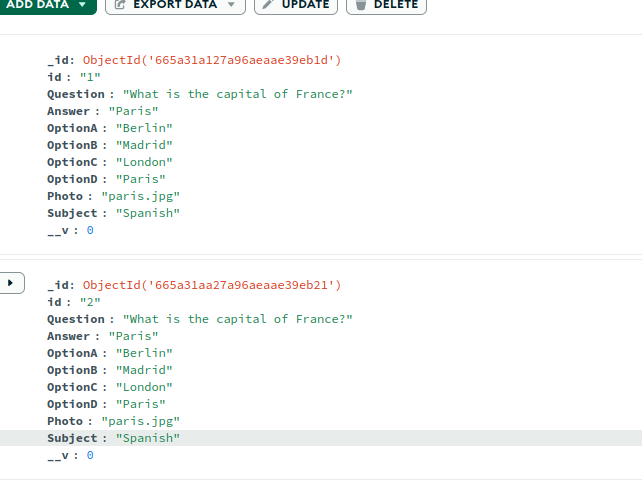 ADD DATA EXPORT DATA UPDATE DELETE
_id: ObjectId('665a31a127a96aeaae39eb1d')
id : "1"
Question : "What is the capital of France?"
Answer : "Paris"
OptionA : "Berlin"
OptionB : "Madrid"
OptionC : "London"
OptionD : "Paris"
Photo : "paris.jpg"
Subject : "Spanish"
__v : 0
_id: ObjectId('665a31aa27a96aeaae39eb21')
id : "2"
Question : "What is the capital of France?"
Answer : "Paris"
OptionA : "Berlin"
OptionB : "Madrid"
OptionC : "London"
OptionD : "Paris"
Photo : "paris.jpg"
Subject : "Spanish"
__v : 0